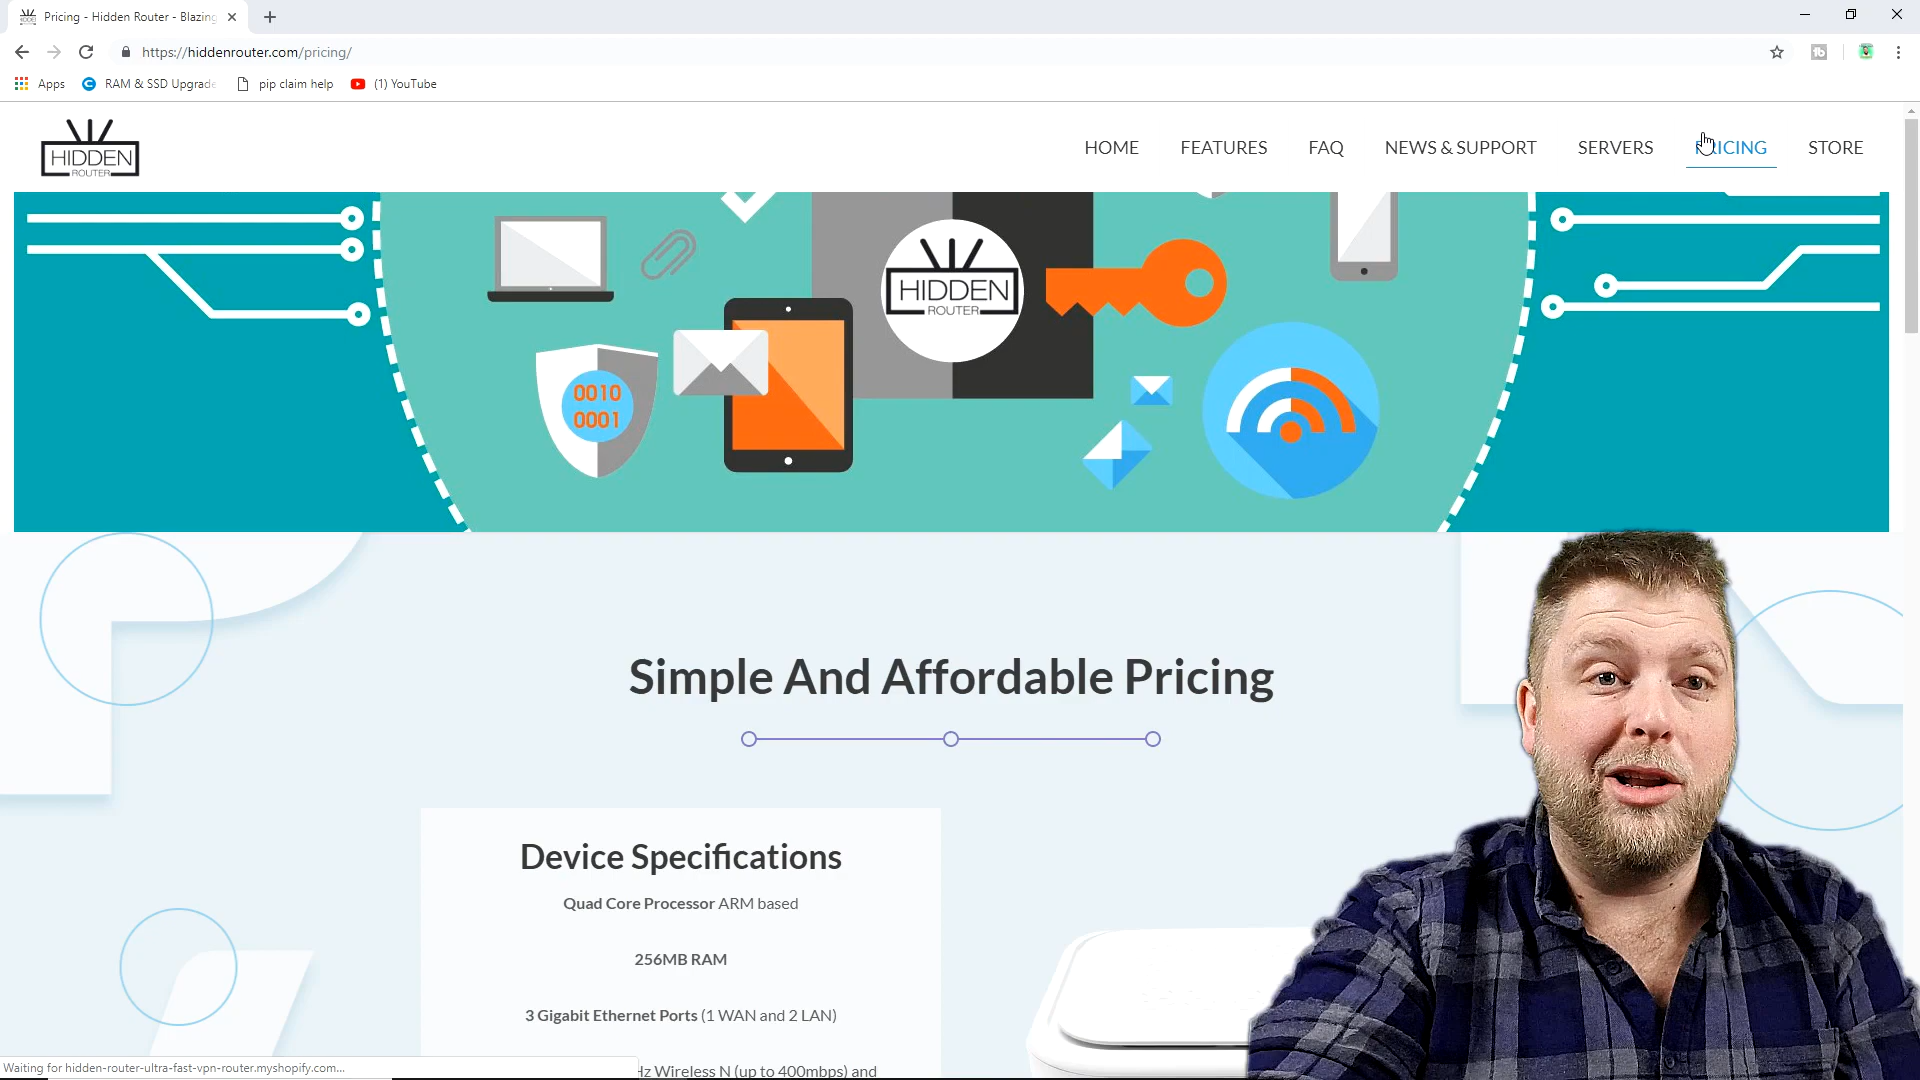 Pricing - Hidden Router - Blazing
https://hiddenrouter.com/pricing/
Apps
RAM & SSD Upgrade
pip claim help
(1) YouTube
HIDDEN
ROUTER
HOME
FEATURES
FAQ
NEWS & SUPPORT
SERVERS
PRICING
STORE
HIDDEN
ROUTER
0010
0001
Simple And Affordable Pricing
Device Specifications
Quad Core Processor ARM based
256MB RAM
3 Gigabit Ethernet Ports (1 WAN and 2 LAN)
Hz Wireless N (up to 400mbps) and
Waiting for hidden-router-ultra-fast-vpn-router.myshopify.com...